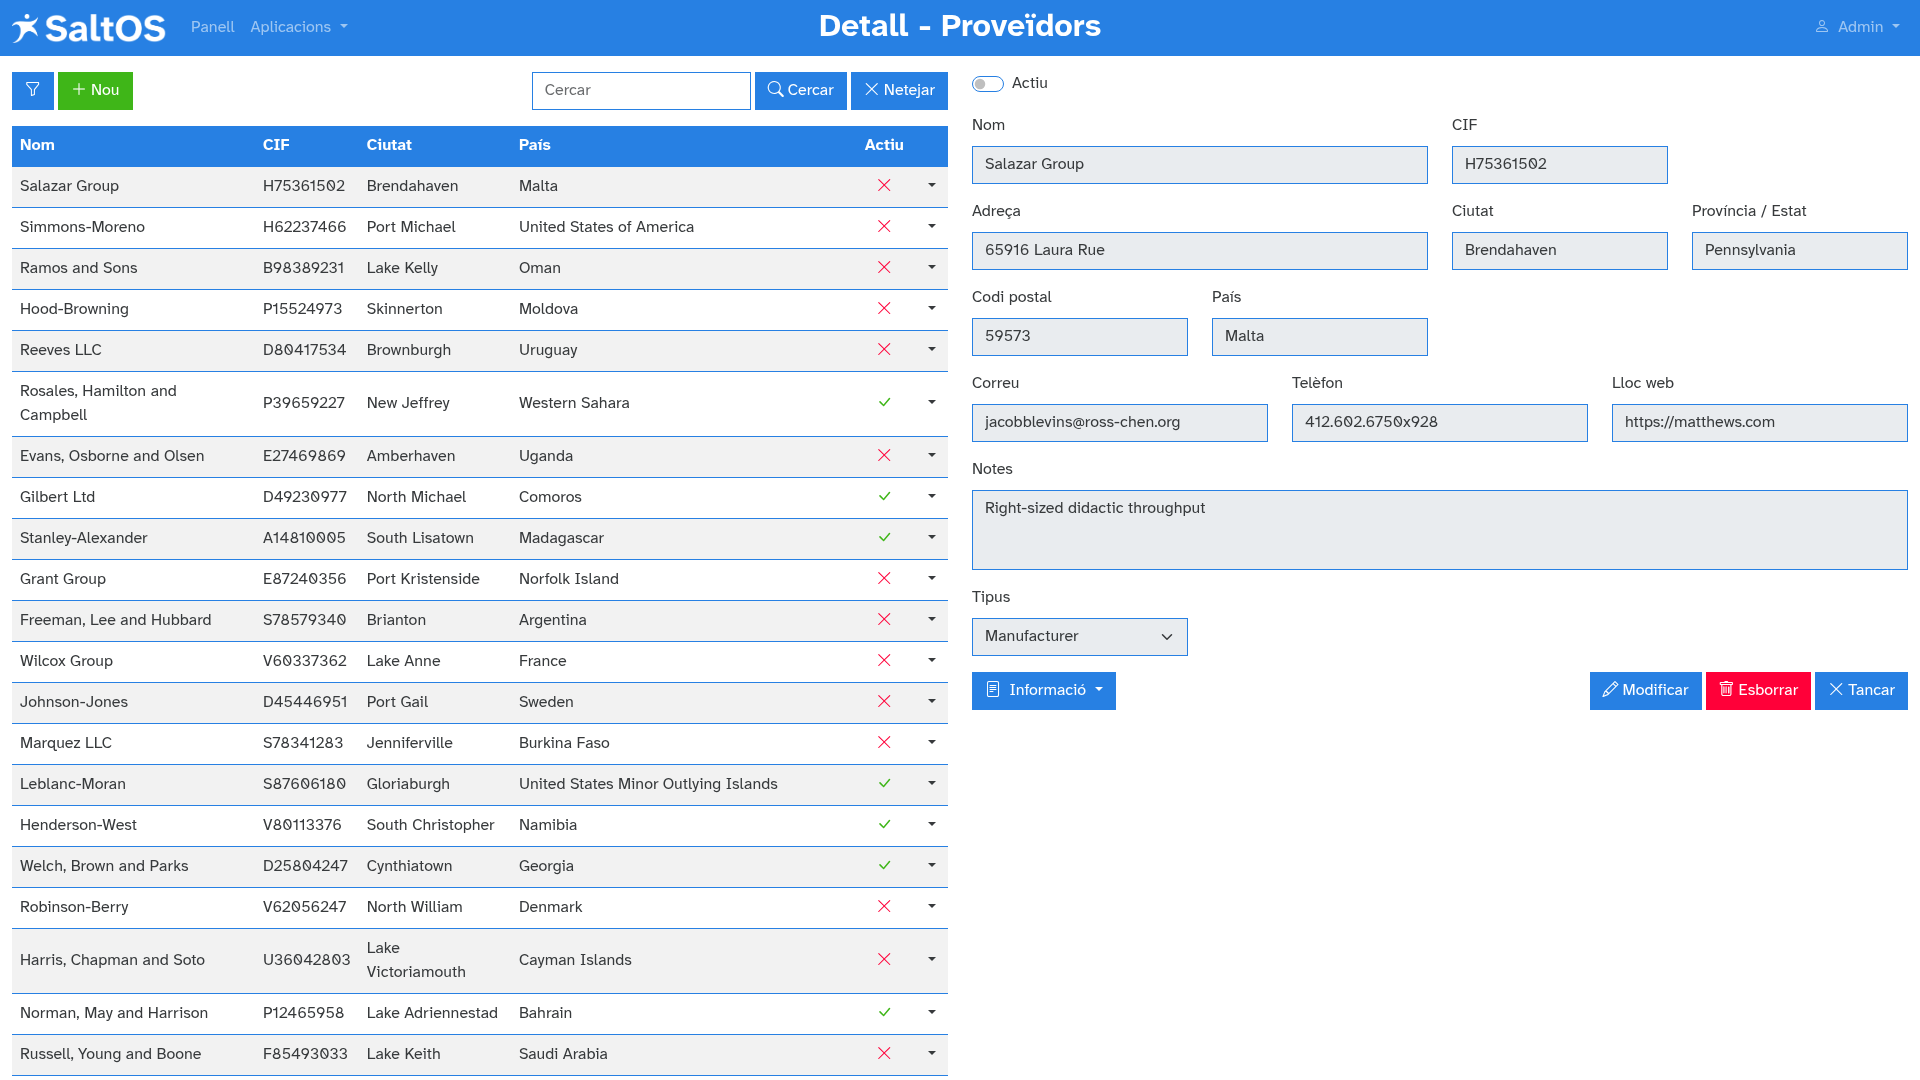 SaltOS Panell Aplicacions Detall - Proveïdors Admin
Nou Cercar Cercar Netejar
Nom CIF Ciutat País Actiu
Salazar Group H75361502 Brendahaven Malta
Simmons-Moreno H62237466 Port Michael United States of America
Ramos and Sons B98389231 Lake Kelly Oman
Hood-Browning P15524973 Skinnerton Moldova
Reeves LLC D80417534 Brownburgh Uruguay
Rosales, Hamilton and
Campbell P39659227 New Jeffrey Western Sahara
Evans, Osborne and Olsen E27469869 Amberhaven Uganda
Gilbert Ltd D49230977 North Michael Comoros
Stanley-Alexander A14810005 South Lisatown Madagascar
Grant Group E87240356 Port Kristenside Norfolk Island
Freeman, Lee and Hubbard S78579340 Brianton Argentina
Wilcox Group V60337362 Lake Anne France
Johnson-Jones D45446951 Port Gail Sweden
Marquez LLC S78341283 Jenniferville Burkina Faso
Leblanc-Moran S87606180 Gloriaburgh United States Minor Outlying Islands
Henderson-West V80113376 South Christopher Namibia
Welch, Brown and Parks D25804247 Cynthiatown Georgia
Robinson-Berry V62056247 North William Denmark
Harris, Chapman and Soto U36042803 Lake
Victoriamouth Cayman Islands
Norman, May and Harrison P12465958 Lake Adriennestad Bahrain
Russell, Young and Boone F85493033 Lake Keith Saudi Arabia
Actiu
Nom CIF
Salazar Group H75361502
Adreça Ciutat Província / Estat
65916 Laura Rue Brendahaven Pennsylvania
Codi postal País
59573 Malta
Correu Telèfon Lloc web
jacobblevins@ross-chen.org 412.602.6750x928 https://matthews.com
Notes
Right-sized didactic throughput
Tipus
Manufacturer
Informació Modificar Esborrar Tancar